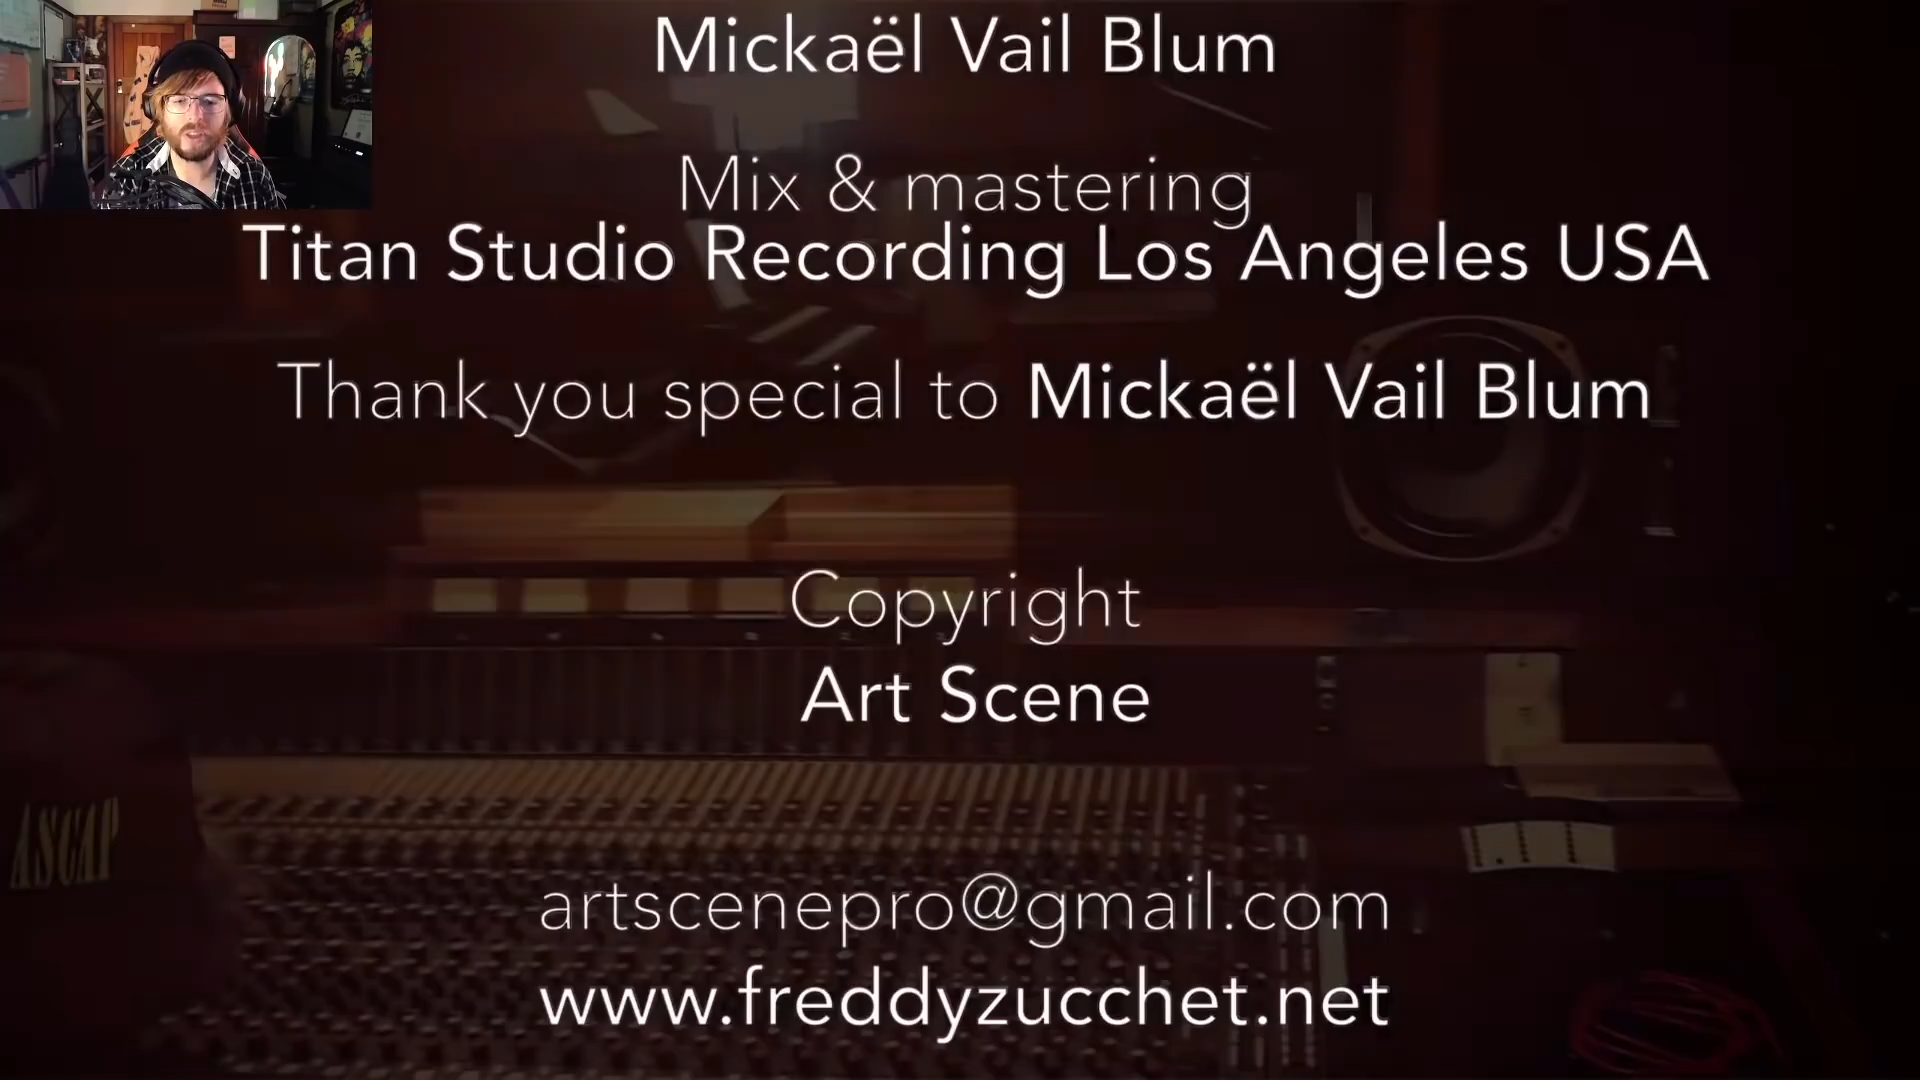 Mickaël Vail Blum
Mix & mastering
Titan Studio Recording Los Angeles USA
Thank you special to Mickaël Vail Blum
Copyright
Art Scene
ASCAP
artscenepro@gmail.com
www.freddyzucchet.net